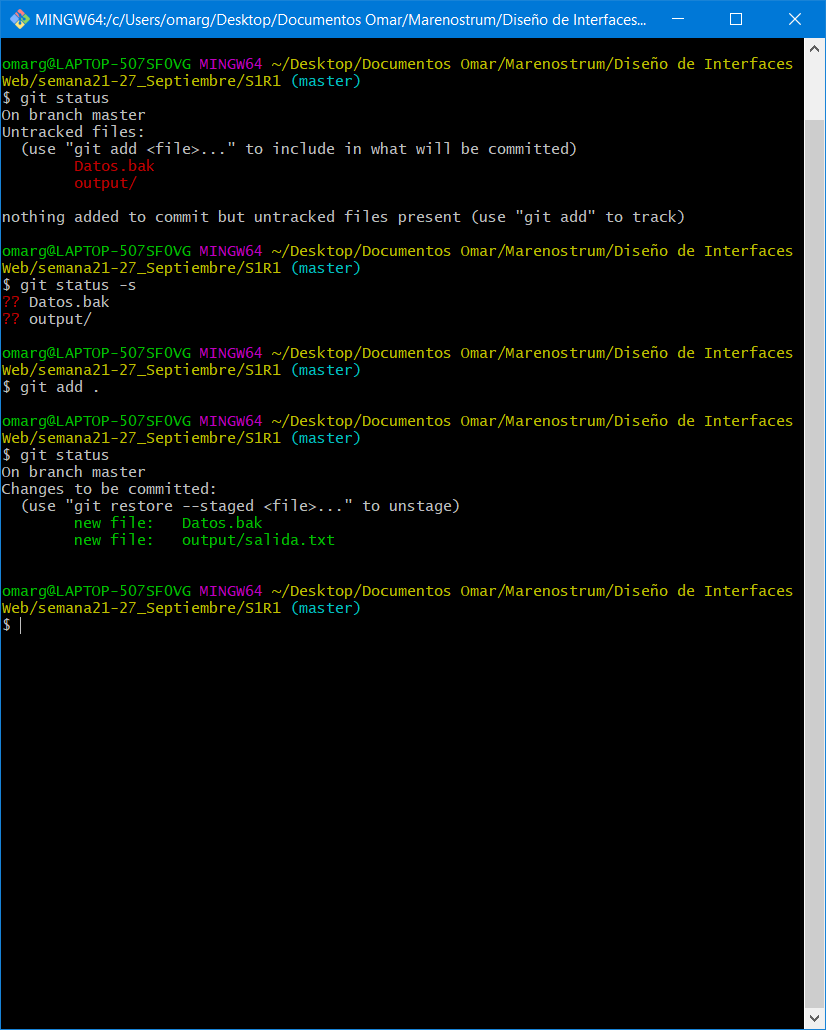 MINGW64:/c/Users/omarg/Desktop/Documentos Omar/Marenostrum/Diseño de Interfaces...
omarg@LAPTOP-507SF0VG MINGW64 ~/Desktop/Documentos Omar/Marenostrum/Diseño de Interfaces
Web/semana21-27_Septiembre/S1R1 (master)
$ git status
On branch master
Untracked files:
  (use "git add <file>..." to include in what will be committed)
        Datos.bak
        output/
nothing added to commit but untracked files present (use "git add" to track)
omarg@LAPTOP-507SF0VG MINGW64 ~/Desktop/Documentos Omar/Marenostrum/Diseño de Interfaces
Web/semana21-27_Septiembre/S1R1 (master)
$ git status -s
?? Datos.bak
?? output/
omarg@LAPTOP-507SF0VG MINGW64 ~/Desktop/Documentos Omar/Marenostrum/Diseño de Interfaces
Web/semana21-27_Septiembre/S1R1 (master)
$ git add .
omarg@LAPTOP-507SF0VG MINGW64 ~/Desktop/Documentos Omar/Marenostrum/Diseño de Interfaces
Web/semana21-27_Septiembre/S1R1 (master)
$ git status
On branch master
Changes to be committed:
  (use "git restore --staged <file>..." to unstage)
        new file:   Datos.bak
        new file:   output/salida.txt
omarg@LAPTOP-507SF0VG MINGW64 ~/Desktop/Documentos Omar/Marenostrum/Diseño de Interfaces
Web/semana21-27_Septiembre/S1R1 (master)
$